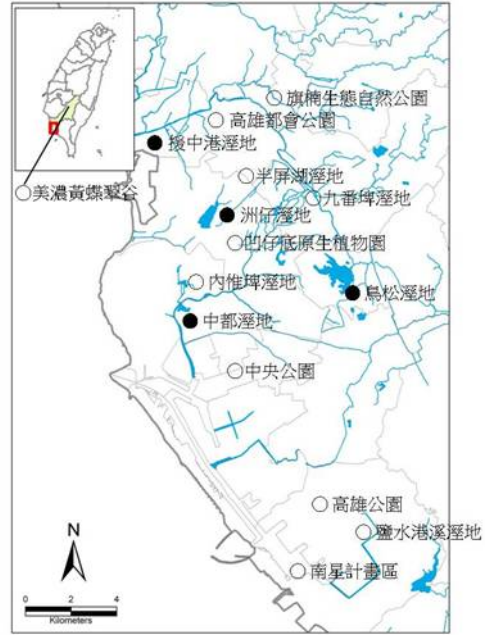 旗楠生態自然公園
高雄都會公園
援中港溼地
半屏湖溼地
美濃黃蝶翠谷
九番埤溼地
洲仔溼地
凹仔底原生植物園
內惟埤溼地
鳥松溼地
中都溼地
中央公園
高雄公園
鹽水港溪溼地
南星計畫區
N
0 2 4
Kilometers